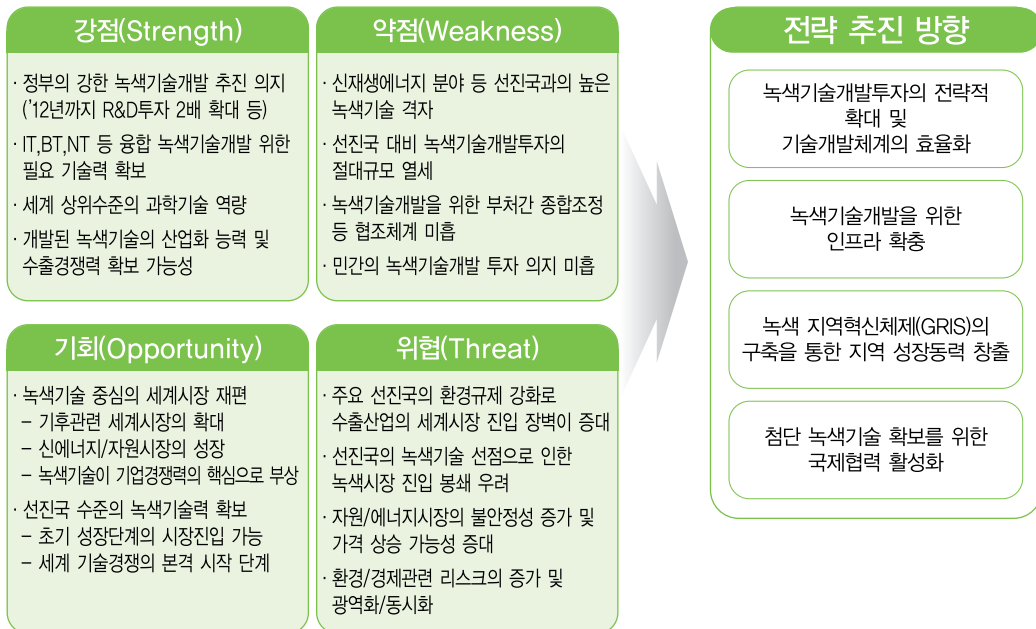 강점(Strength)
· 정부의 강한 녹색기술개발 추진 의지
('12년까지 R&D투자 2배 확대 등)
· IT,BT,NT 등 융합 녹색기술개발 위한
필요 기술력 확보
· 세계 상위수준의 과학기술 역량
· 개발된 녹색기술의 산업화 능력 및
수출경쟁력 확보 가능성
약점(Weakness)
· 신재생에너지 분야 등 선진국과의 높은
녹색기술 격자
· 선진국 대비 녹색기술개발투자의
절대규모 열세
· 녹색기술개발을 위한 부처간 종합조정
등 협조체계 미흡
· 민간의 녹색기술개발 투자 의지 미흡
기회(Opportunity)
· 녹색기술 중심의 세계시장 재편
– 기후관련 세계시장의 확대
– 신에너지/자원시장의 성장
– 녹색기술이 기업경쟁력의 핵심으로 부상
· 선진국 수준의 녹색기술력 확보
– 초기 성장단계의 시장진입 가능
– 세계 기술경쟁의 본격 시작 단계
위협(Threat)
· 주요 선진국의 환경규제 강화로
수출산업의 세계시장 진입 장벽이 증대
· 선진국의 녹색기술 선점으로 인한
녹색시장 진입 봉쇄 우려
· 자원/에너지시장의 불안정성 증가 및
가격 상승 가능성 증대
· 환경/경제관련 리스크의 증가 및
광역화/동시화
전략 추진 방향
녹색기술개발투자의 전략적
확대 및
기술개발체계의 효율화
녹색기술개발을 위한
인프라 확충
녹색 지역혁신체제(GRIS)의
구축을 통한 지역 성장동력 창출
첨단 녹색기술 확보를 위한
국제협력 활성화